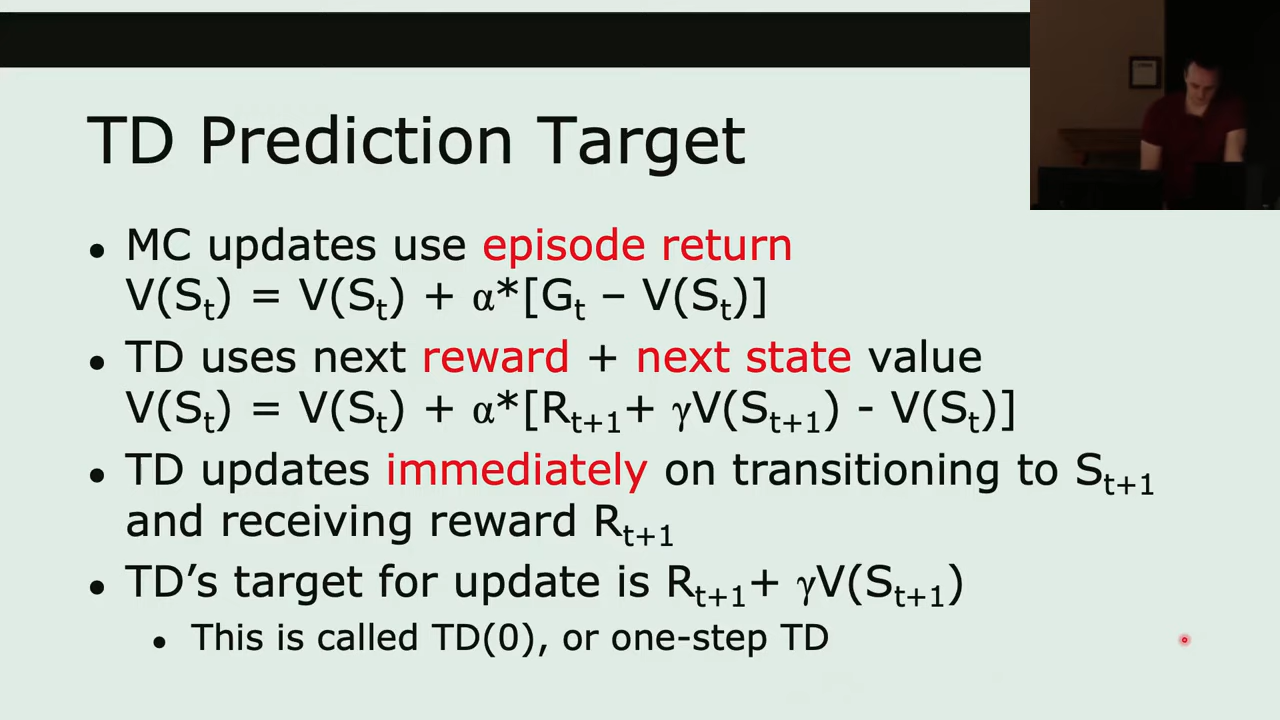 TD Prediction Target
• MC updates use episode return
V(Sₜ) = V(Sₜ) + α*[Gₜ – V(Sₜ)]
• TD uses next reward + next state value
V(Sₜ) = V(Sₜ) + α*[Rₜ₊₁+ γV(Sₜ₊₁) - V(Sₜ)]
• TD updates immediately on transitioning to Sₜ₊₁
and receiving reward Rₜ₊₁
• TD’s target for update is Rₜ₊₁+ γV(Sₜ₊₁)
• This is called TD(0), or one-step TD